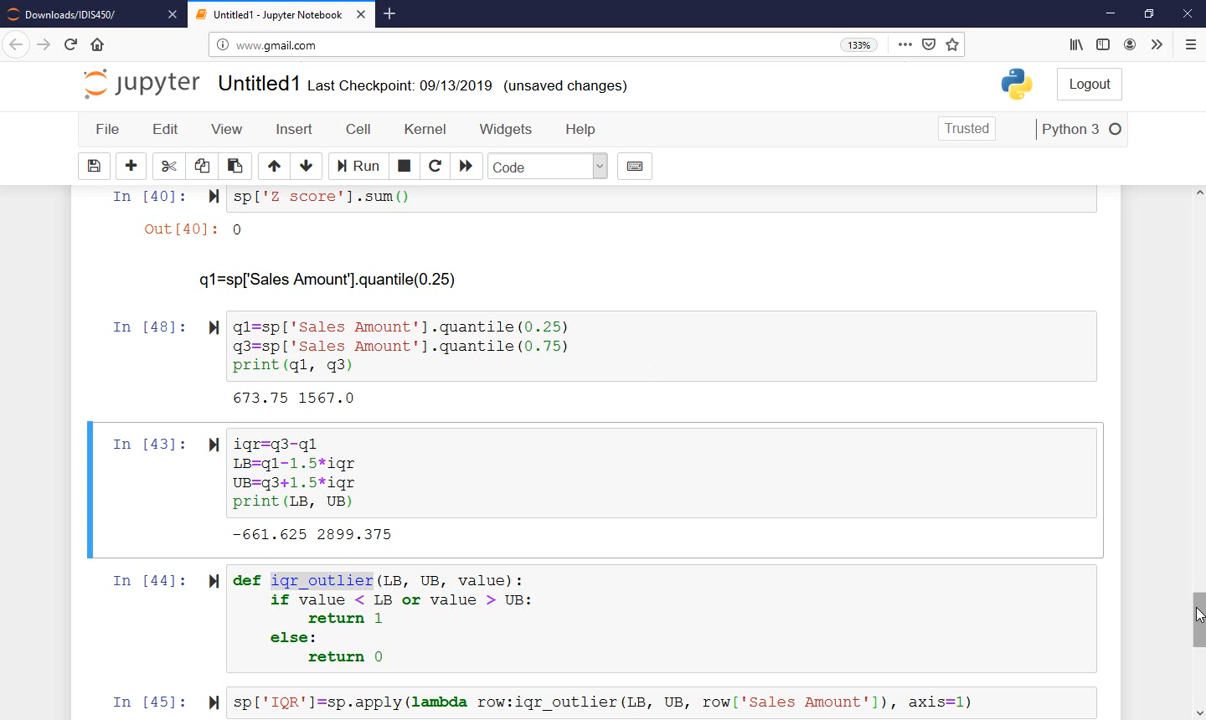 Downloads/IDIS450/
Untitled1 - Jupyter Notebook
www.gmail.com
133%
jupyter Untitled1 Last Checkpoint: 09/13/2019 (unsaved changes)
Logout
File Edit View Insert Cell Kernel Widgets Help
Trusted
Python 3
Run
Code
In [40]: sp['Z score'].sum()
Out[40]: 0
q1=sp['Sales Amount'].quantile(0.25)
In [48]: q1=sp['Sales Amount'].quantile(0.25)
q3=sp['Sales Amount'].quantile(0.75)
print(q1, q3)
673.75 1567.0
In [43]: iqr=q3-q1
LB=q1-1.5*iqr
UB=q3+1.5*iqr
print(LB, UB)
-661.625 2899.375
In [44]: def iqr_outlier(LB, UB, value):
if value < LB or value > UB:
return 1
else:
return 0
In [45]: sp['IQR']=sp.apply(lambda row:iqr_outlier(LB, UB, row['Sales Amount']), axis=1)